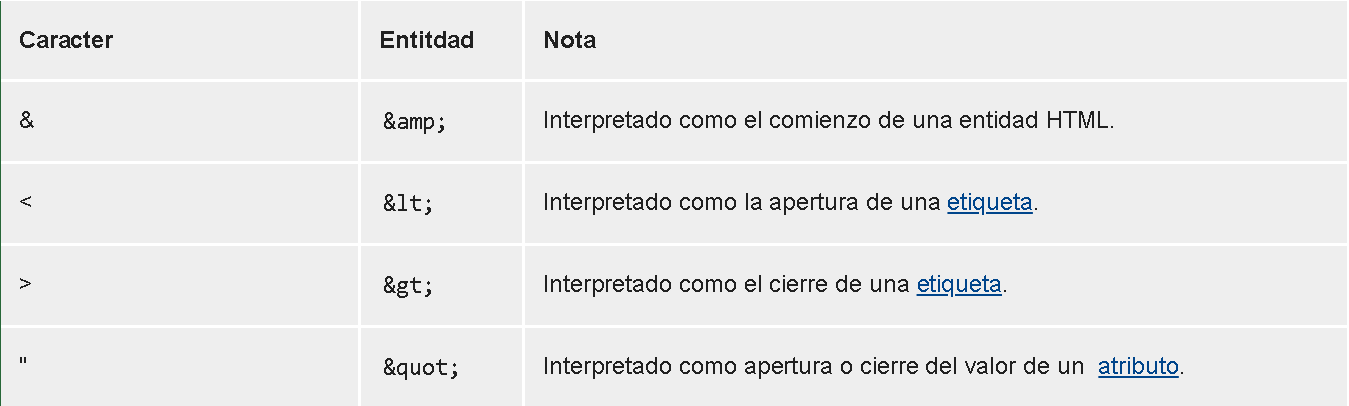 Caracter Entitdad Nota
& &amp; Interpretado como el comienzo de una entidad HTML.
< &lt; Interpretado como la apertura de una etiqueta.
> &gt; Interpretado como el cierre de una etiqueta.
" &quot; Interpretado como apertura o cierre del valor de un atributo.